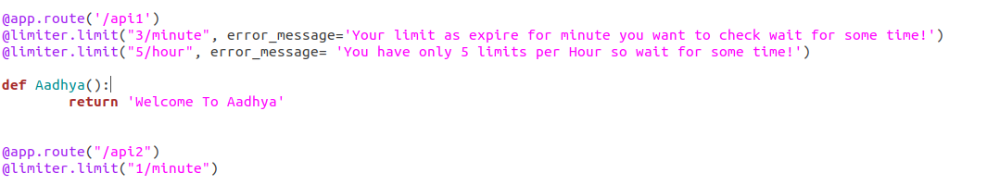 @app.route('/api1')
@limiter.limit("3/minute", error_message='Your limit as expire for minute you want to check wait for some time!')
@limiter.limit("5/hour", error_message= 'You have only 5 limits per Hour so wait for some time!')
def Aadhya():
return 'Welcome To Aadhya'
@app.route("/api2")
@limiter.limit("1/minute")